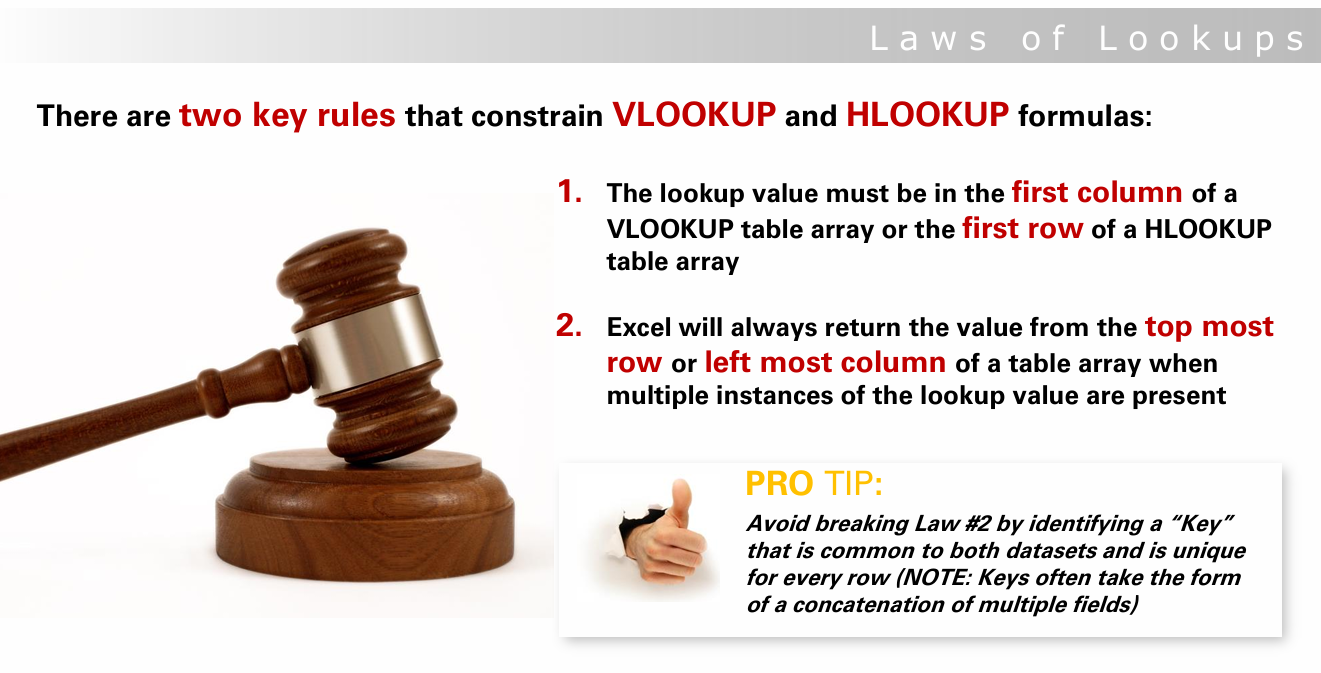 Laws of Lookups
There are two key rules that constrain VLOOKUP and HLOOKUP formulas:
1. The lookup value must be in the first column of a
VLOOKUP table array or the first row of a HLOOKUP
table array
2. Excel will always return the value from the top most
row or left most column of a table array when
multiple instances of the lookup value are present
PRO TIP:
Avoid breaking Law #2 by identifying a “Key”
that is common to both datasets and is unique
for every row (NOTE: Keys often take the form
of a concatenation of multiple fields)